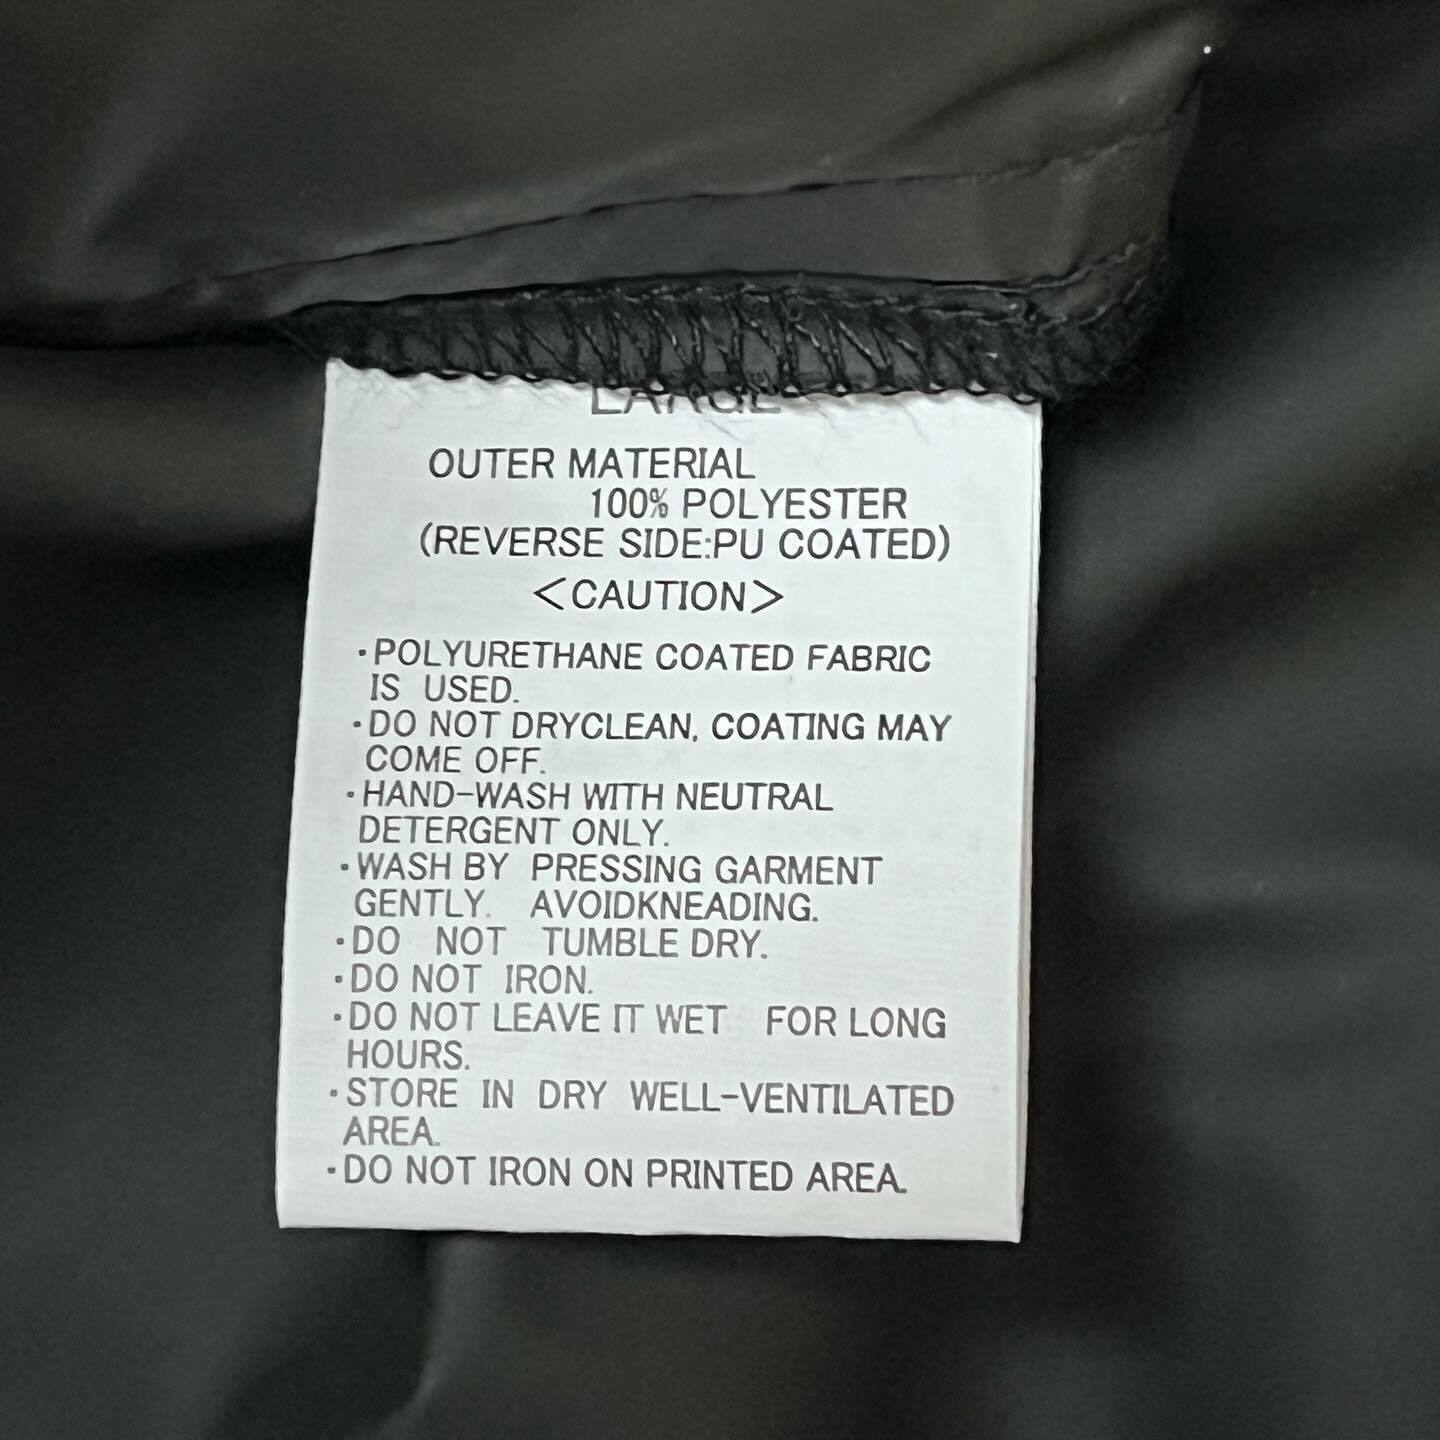 LARGE
OUTER MATERIAL
100% POLYESTER
(REVERSE SIDE:PU COATED)
<CAUTION>
・POLYURETHANE COATED FABRIC
IS USED.
・DO NOT DRYCLEAN, COATING MAY
COME OFF.
・HAND-WASH WITH NEUTRAL
DETERGENT ONLY.
・WASH BY PRESSING GARMENT
GENTLY. AVOIDKNEADING.
・DO NOT TUMBLE DRY.
・DO NOT IRON.
・DO NOT LEAVE IT WET FOR LONG
HOURS.
・STORE IN DRY WELL-VENTILATED
AREA.
・DO NOT IRON ON PRINTED AREA.